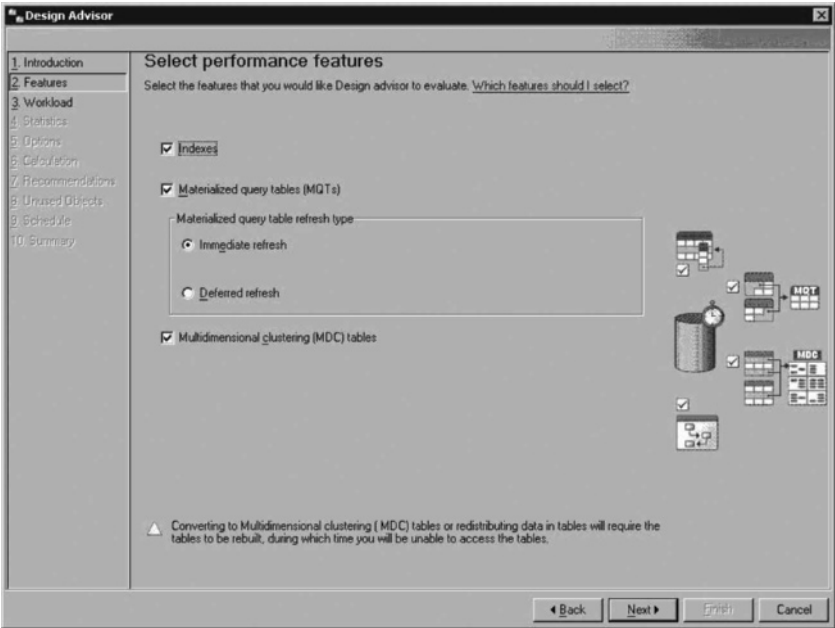 Design Advisor
1. Introduction
2. Features
3. Workload
4. Statistics
5. Options
6. Calculation
7. Recommendations
8. Unused Objects
9. Schedule
10. Summary
Select performance features
Select the features that you would like Design advisor to evaluate. Which features should I select?
Indexes
Materialized query tables (MQTs)
Materialized query table refresh type
Immediate refresh
Deferred refresh
Multidimensional clustering (MDC) tables
MQT
MDC
Converting to Multidimensional clustering ( MDC) tables or redistributing data in tables will require the
tables to be rebuilt, during which time you will be unable to access the tables.
Back
Next
Finish
Cancel